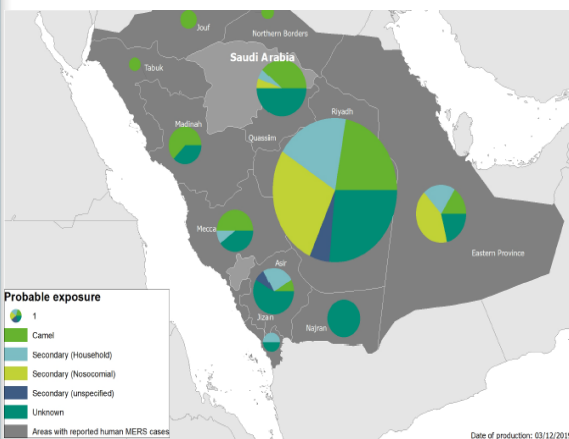 Jouf
Northern Borders
Saudi Arabia
Tabuk
Riyadh
Madinah
Quassim
Mecca
Asir
Eastern Province
Jizan
Najran
Probable exposure
1
Camel
Secondary (Household)
Secondary (Nosocomial)
Secondary (unspecified)
Unknown
Areas with reported human MERS cases
Date of production: 03/12/2019